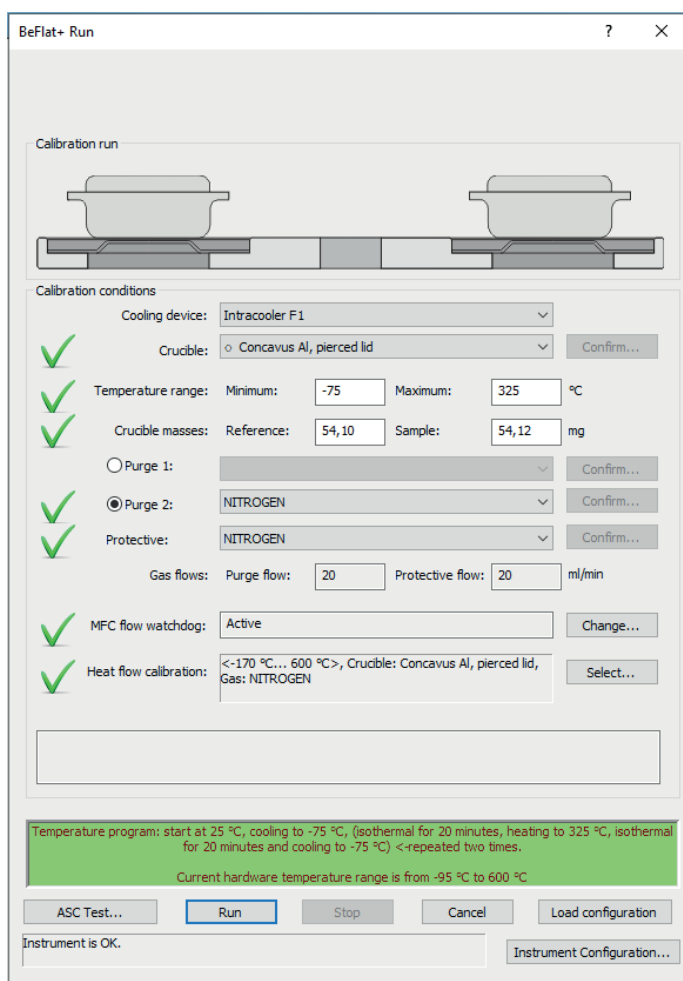 BeFlat+ Run
Calibration run
Calibration conditions
Cooling device: Intracooler F1
Crucible: Concavus Al, pierced lid Confirm...
Temperature range: Minimum: -75 Maximum: 325 °C
Crucible masses: Reference: 54,10 Sample: 54,12 mg
Purge 1: Confirm...
Purge 2: NITROGEN Confirm...
Protective: NITROGEN Confirm...
Gas flows: Purge flow: 20 Protective flow: 20 ml/min
MFC flow watchdog: Active Change...
Heat flow calibration: <-170 °C... 600 °C>, Crucible: Concavus Al, pierced lid,
Gas: NITROGEN Select...
Temperature program: start at 25 °C, cooling to -75 °C, (isothermal for 20 minutes, heating to 325 °C, isothermal
for 20 minutes and cooling to -75 °C) <-repeated two times.
Current hardware temperature range is from -95 °C to 600 °C
ASC Test... Run Stop Cancel Load configuration
Instrument is OK.
Instrument Configuration...